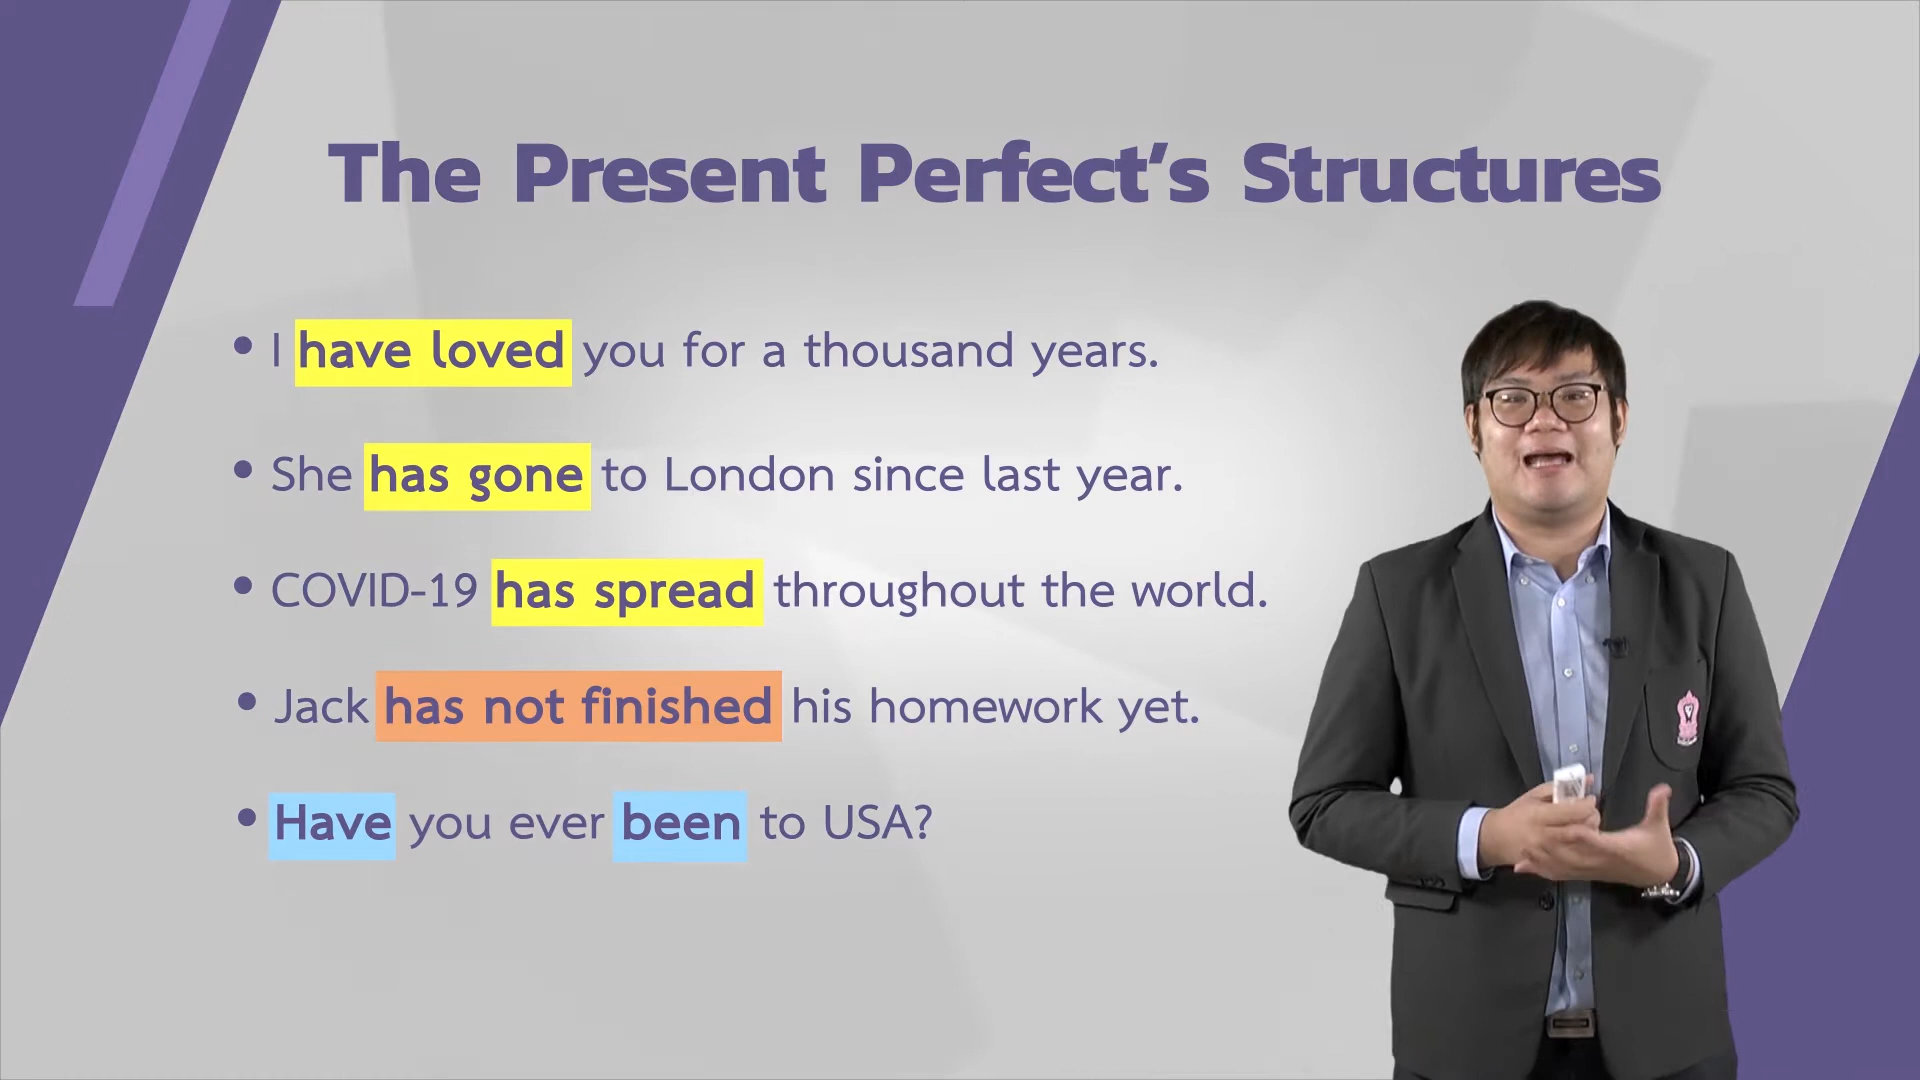 The Present Perfect’s Structures
• I have loved you for a thousand years.
• She has gone to London since last year.
• COVID-19 has spread throughout the world.
• Jack has not finished his homework yet.
• Have you ever been to USA?